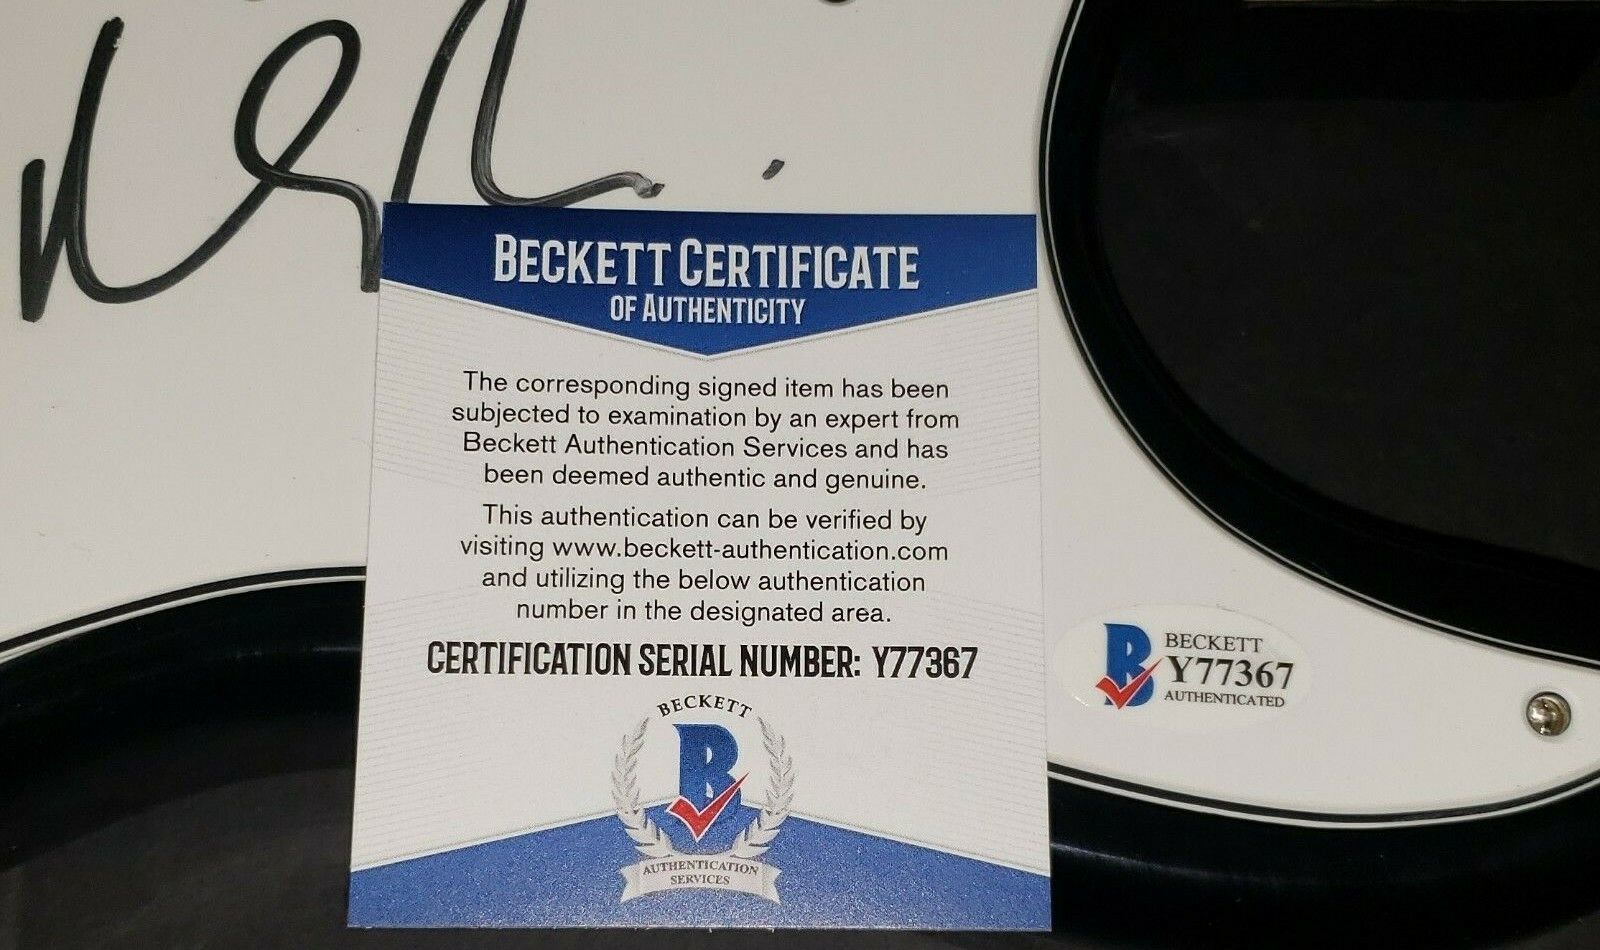 BECKETT CERTIFICATE
OF AUTHENTICITY
The corresponding signed item has been
subjected to examination by an expert from
Beckett Authentication Services and has
been deemed authentic and genuine.
This authentication can be verified by
visiting www.beckett-authentication.com
and utilizing the below authentication
number in the designated area.
CERTIFICATION SERIAL NUMBER: Y77367
BECKETT
B
AUTHENTICATION
SERVICES
B
BECKETT
Y77367
AUTHENTICATED